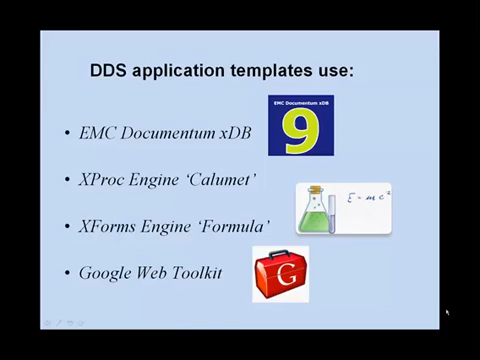 DDS application templates use:
• EMC Documentum xDB
EMC Documentum xDB
9
• XProc Engine ‘Calumet’
E = mc²
• XForms Engine ‘Formula’
• Google Web Toolkit
G